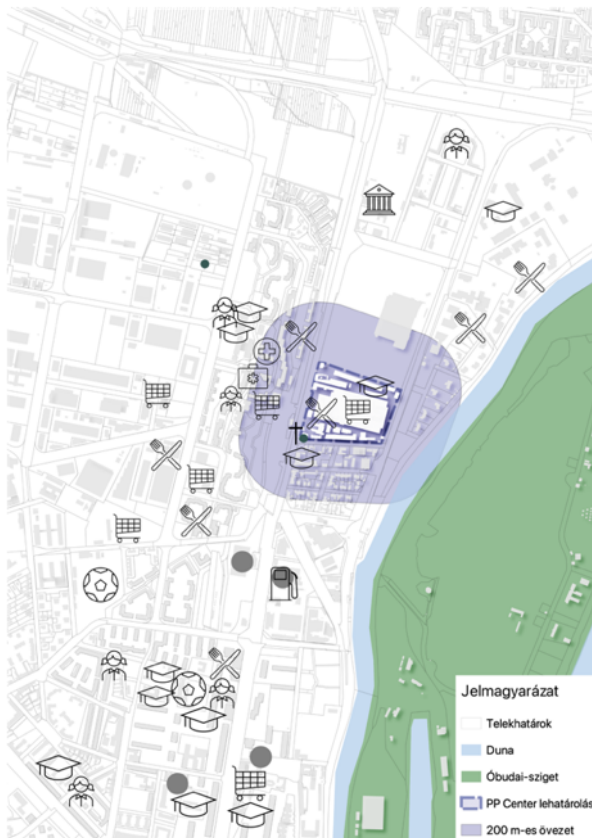 Jelmagyarázat
Telekhatárok
Duna
Óbudai-sziget
PP Center lehatárolás
200 m-es övezet